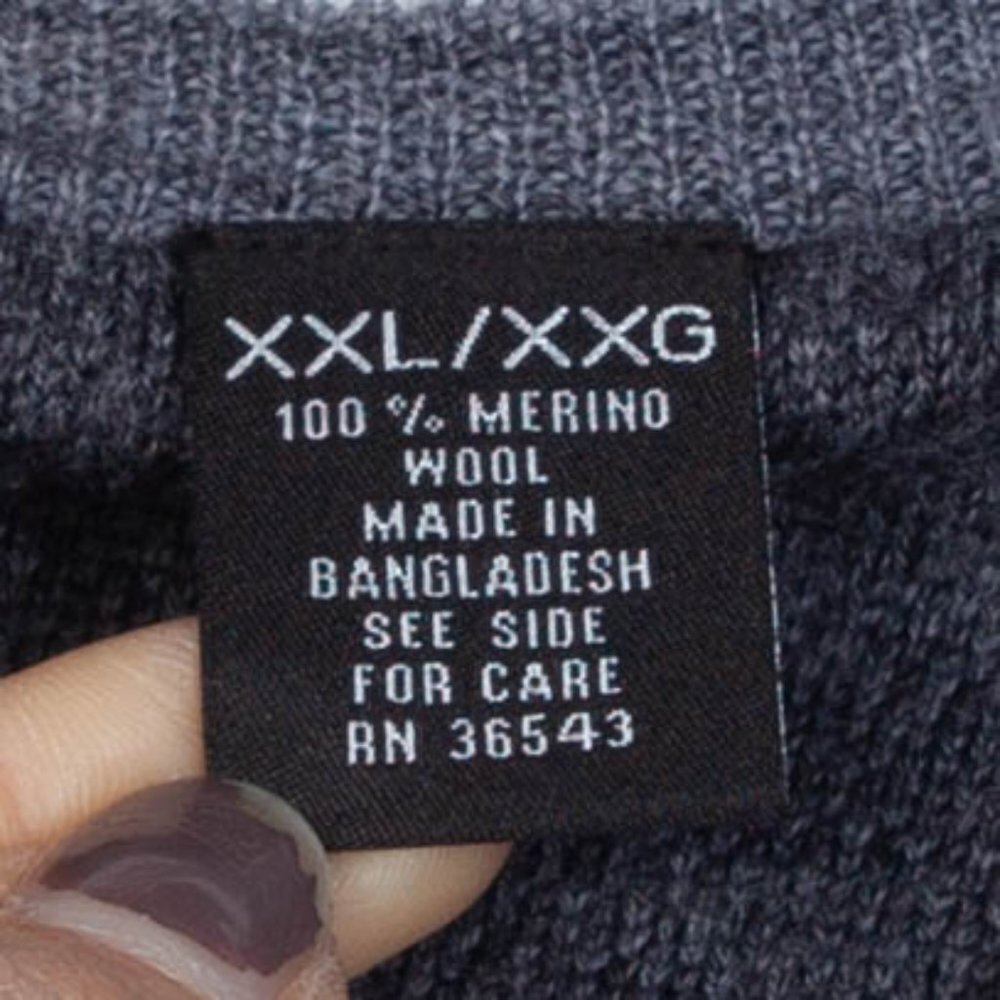 XXL/XXG
100 % MERINO
WOOL
MADE IN
BANGLADESH
SEE SIDE
FOR CARE
RN 36543